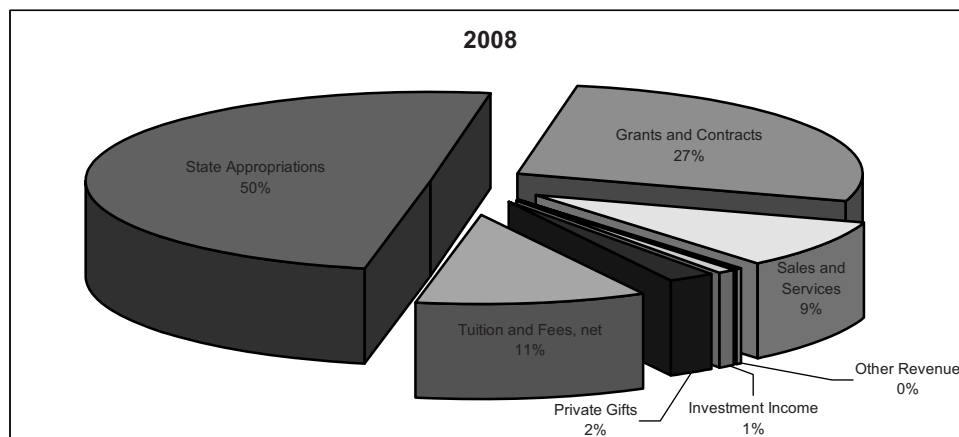 2008
State Appropriations
50%
Grants and Contracts
27%
Sales and
Services
9%
Tuition and Fees, net
11%
Other Revenue
0%
Private Gifts
2%
Investment Income
1%